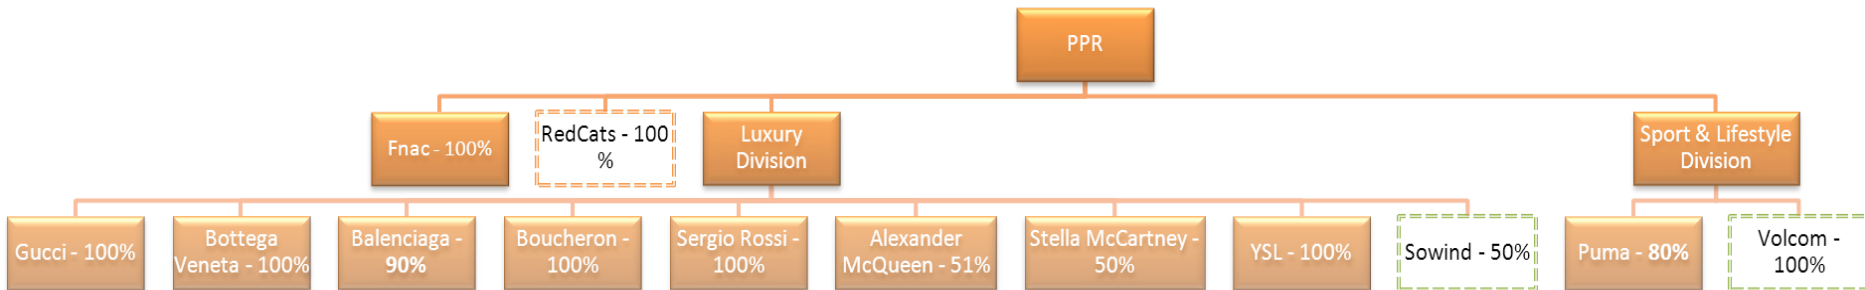 PPR
Fnac - 100%
RedCats - 100
%
Luxury
Division
Sport & Lifestyle
Division
Gucci - 100%
Bottega
Veneta - 100%
Balenciaga -
90%
Boucheron -
100%
Sergio Rossi -
100%
Alexander
McQueen - 51%
Stella McCartney -
50%
YSL - 100%
Sowind - 50%
Puma - 80%
Volcom -
100%